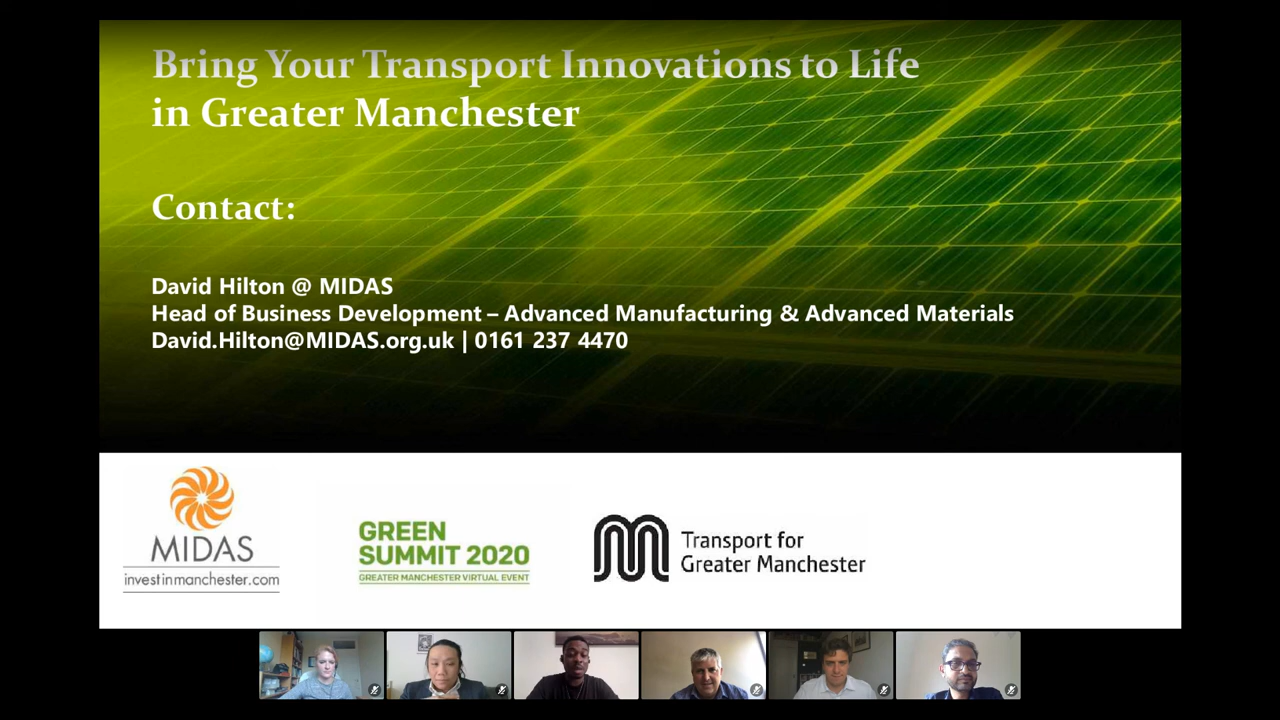 Bring Your Transport Innovations to Life
in Greater Manchester
Contact:
David Hilton @ MIDAS
Head of Business Development – Advanced Manufacturing & Advanced Materials
David.Hilton@MIDAS.org.uk | 0161 237 4470
MIDAS
investinmanchester.com
GREEN
SUMMIT 2020
GREATER MANCHESTER VIRTUAL EVENT
Transport for
Greater Manchester